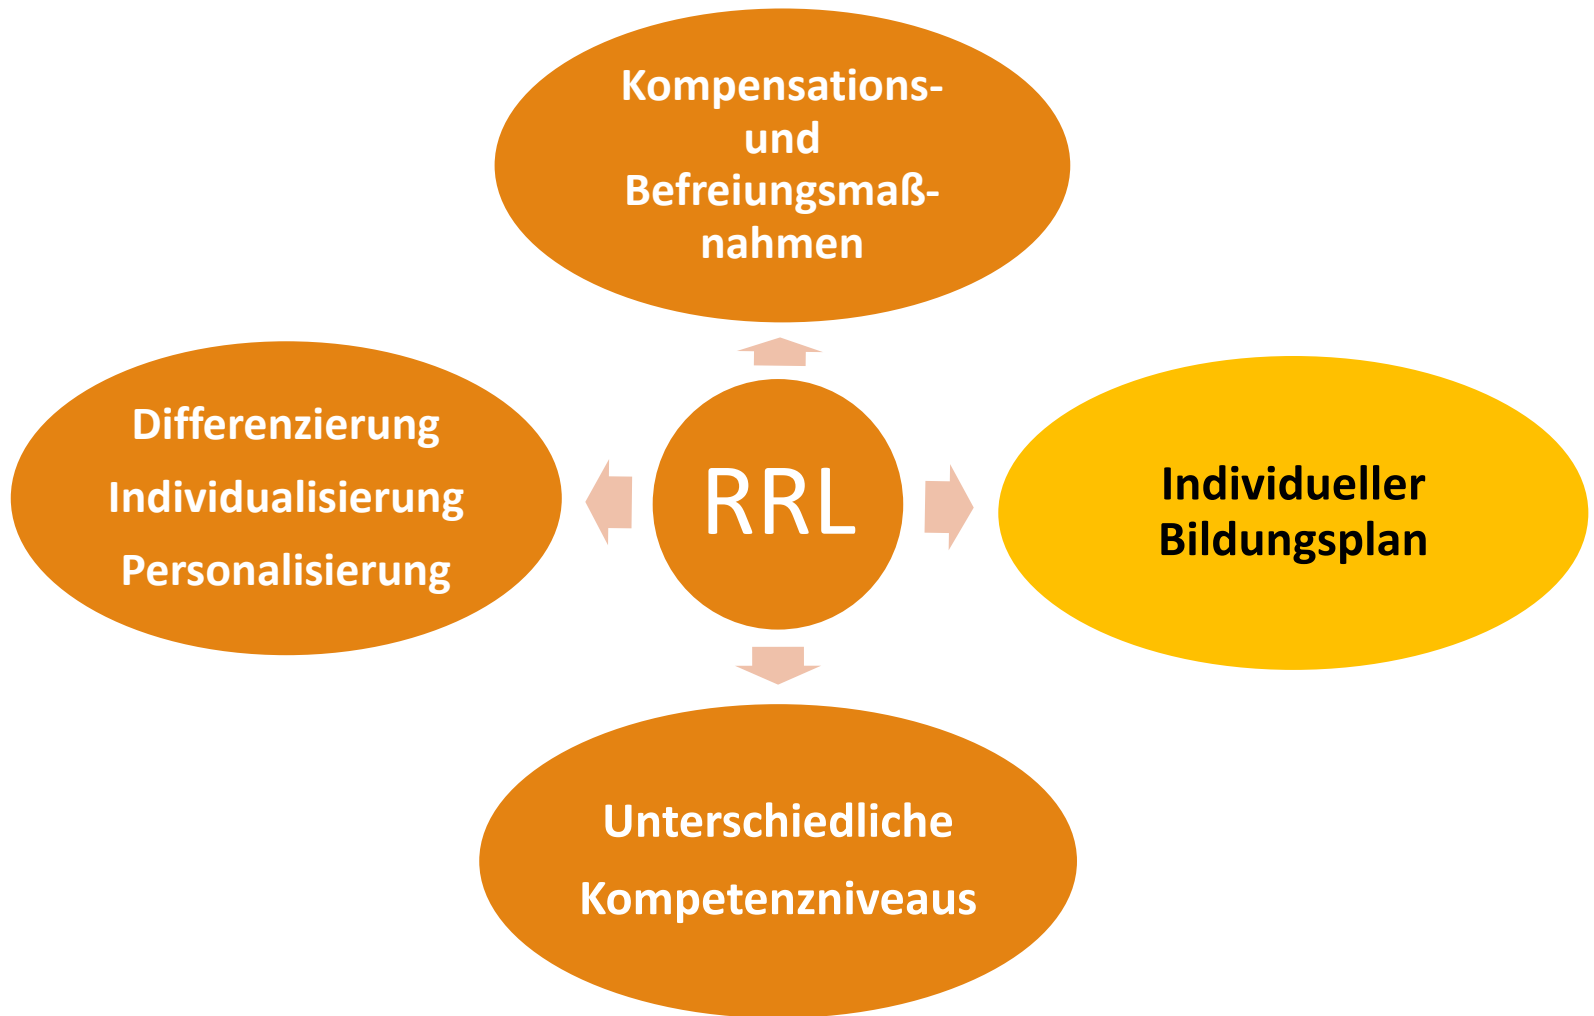 Kompensations-
und
Befreiungsmaß-
nahmen
Differenzierung
Individualisierung
Personalisierung
RRL
Individueller
Bildungsplan
Unterschiedliche
Kompetenzniveaus